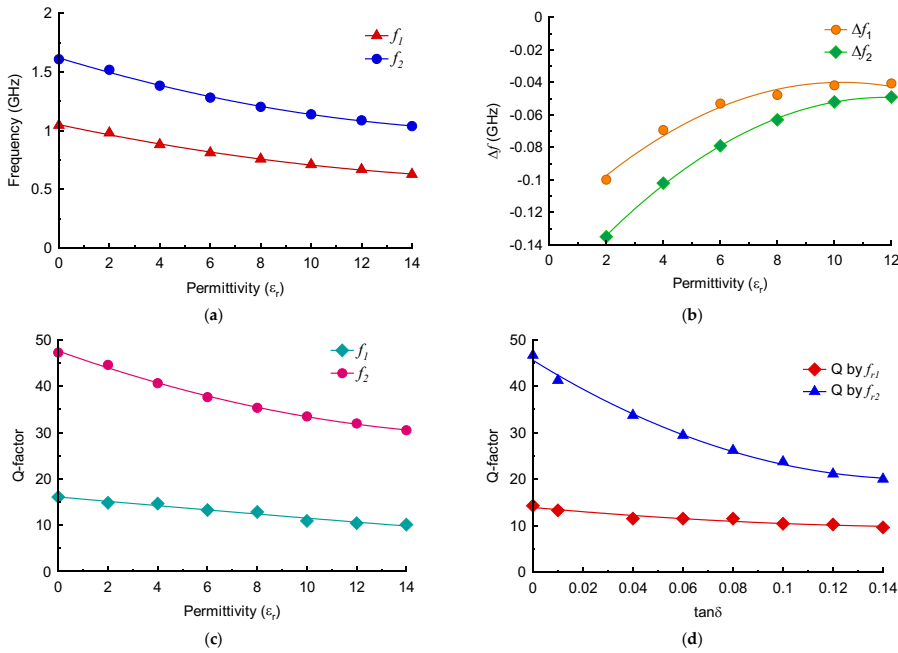 2
1.5
1
0.5
0
Frequency (GHz)
f1
f2
0 2 4 6 8 10 12 14
Permittivity (εr)
(a)
0
-0.02
-0.04
-0.06
-0.08
-0.1
-0.12
-0.14
Δf (GHz)
Δf1
Δf2
0 2 4 6 8 10 12
Permittivity (εr)
(b)
50
40
30
20
10
0
Q-factor
f1
f2
0 2 4 6 8 10 12 14
Permittivity (εr)
(c)
50
40
30
20
10
0
Q-factor
Q by fr1
Q by fr2
0 0.02 0.04 0.06 0.08 0.1 0.12 0.14
tanδ
(d)